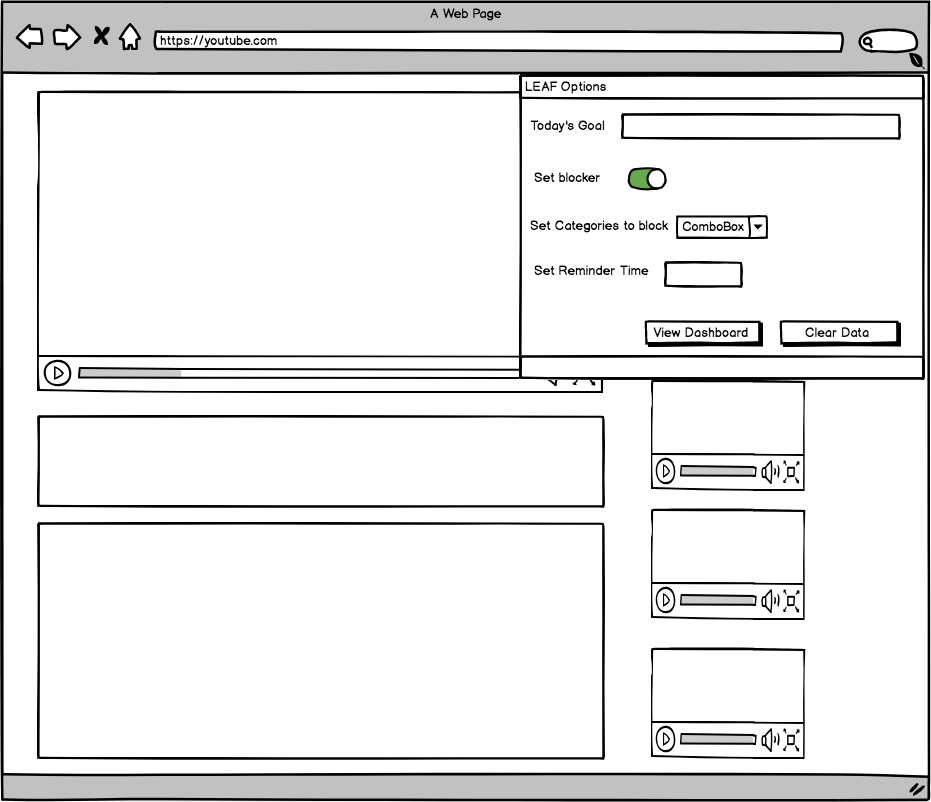 A Web Page
https://youtube.com
LEAF Options
Today's Goal
Set blocker
Set Categories to block ComboBox
Set Reminder Time
View Dashboard Clear Data